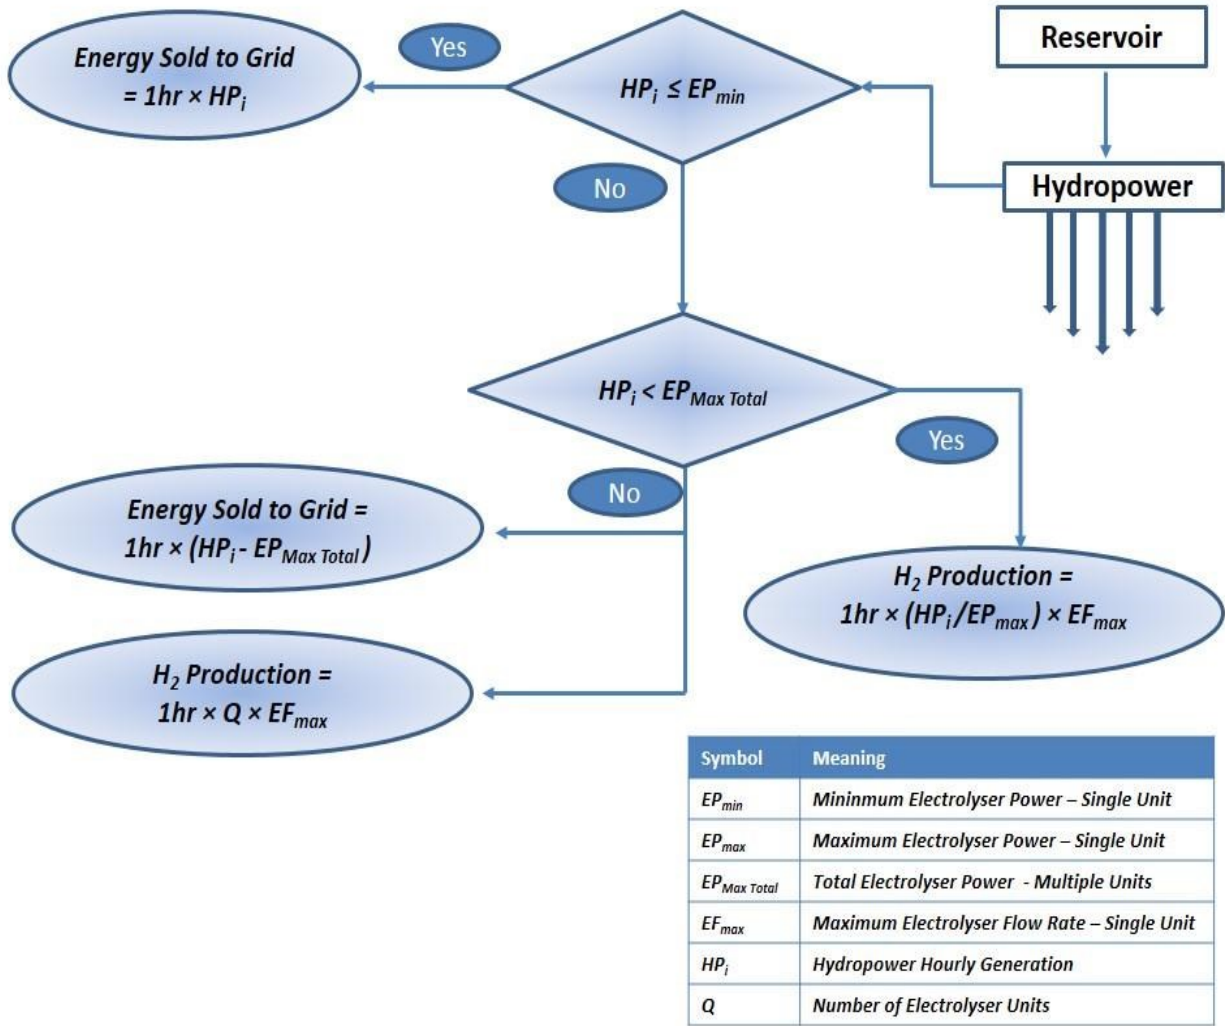 Reservoir
Hydropower
HPi ≤ EPmin
Yes
Energy Sold to Grid
= 1hr × HPi
No
HPi < EPMax Total
Yes
H2 Production =
1hr × (HPi/EPmax) × EFmax
No
Energy Sold to Grid =
1hr × (HPi - EPMax Total)
H2 Production =
1hr × Q × EFmax
Symbol Meaning
EPmin Mininmum Electrolyser Power – Single Unit
EPmax Maximum Electrolyser Power – Single Unit
EPMax Total Total Electrolyser Power - Multiple Units
EFmax Maximum Electrolyser Flow Rate – Single Unit
HPi Hydropower Hourly Generation
Q Number of Electrolyser Units